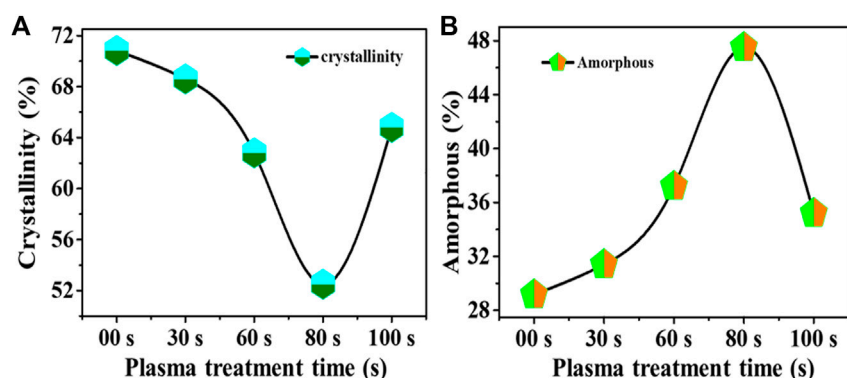 A
72
68
64
60
56
52
Crystallinity (%)
crystallinity
00 s 30 s 60 s 80 s 100 s
Plasma treatment time (s)
B
48
44
40
36
32
28
Amorphous (%)
Amorphous
00 s 30 s 60 s 80 s 100 s
Plasma treatment time (s)